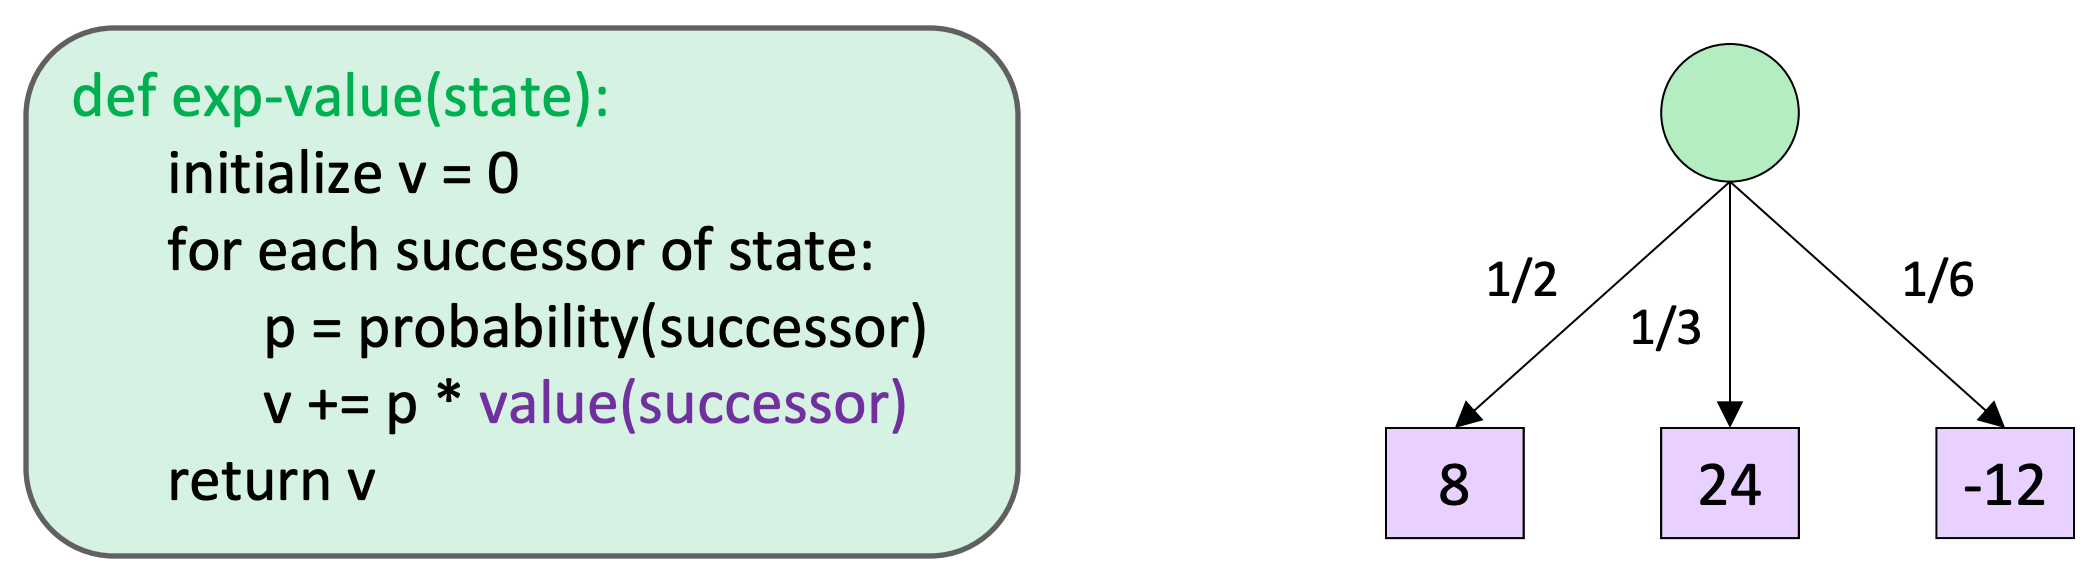 def exp-value(state):
initialize v = 0
for each successor of state:
p = probability(successor)
v += p * value(successor)
return v
1/2
1/3
1/6
8
24
-12